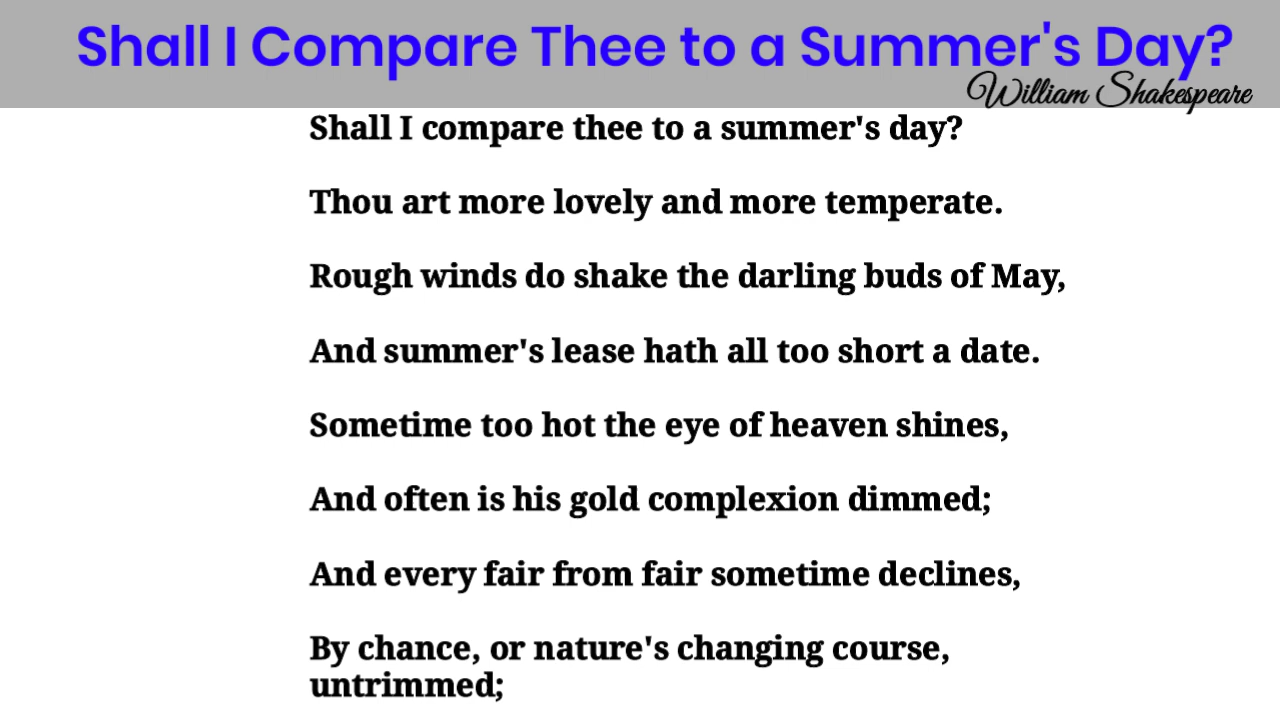 Shall I Compare Thee to a Summer's Day?
William Shakespeare
Shall I compare thee to a summer's day?
Thou art more lovely and more temperate.
Rough winds do shake the darling buds of May,
And summer's lease hath all too short a date.
Sometime too hot the eye of heaven shines,
And often is his gold complexion dimmed;
And every fair from fair sometime declines,
By chance, or nature's changing course,
untrimmed;